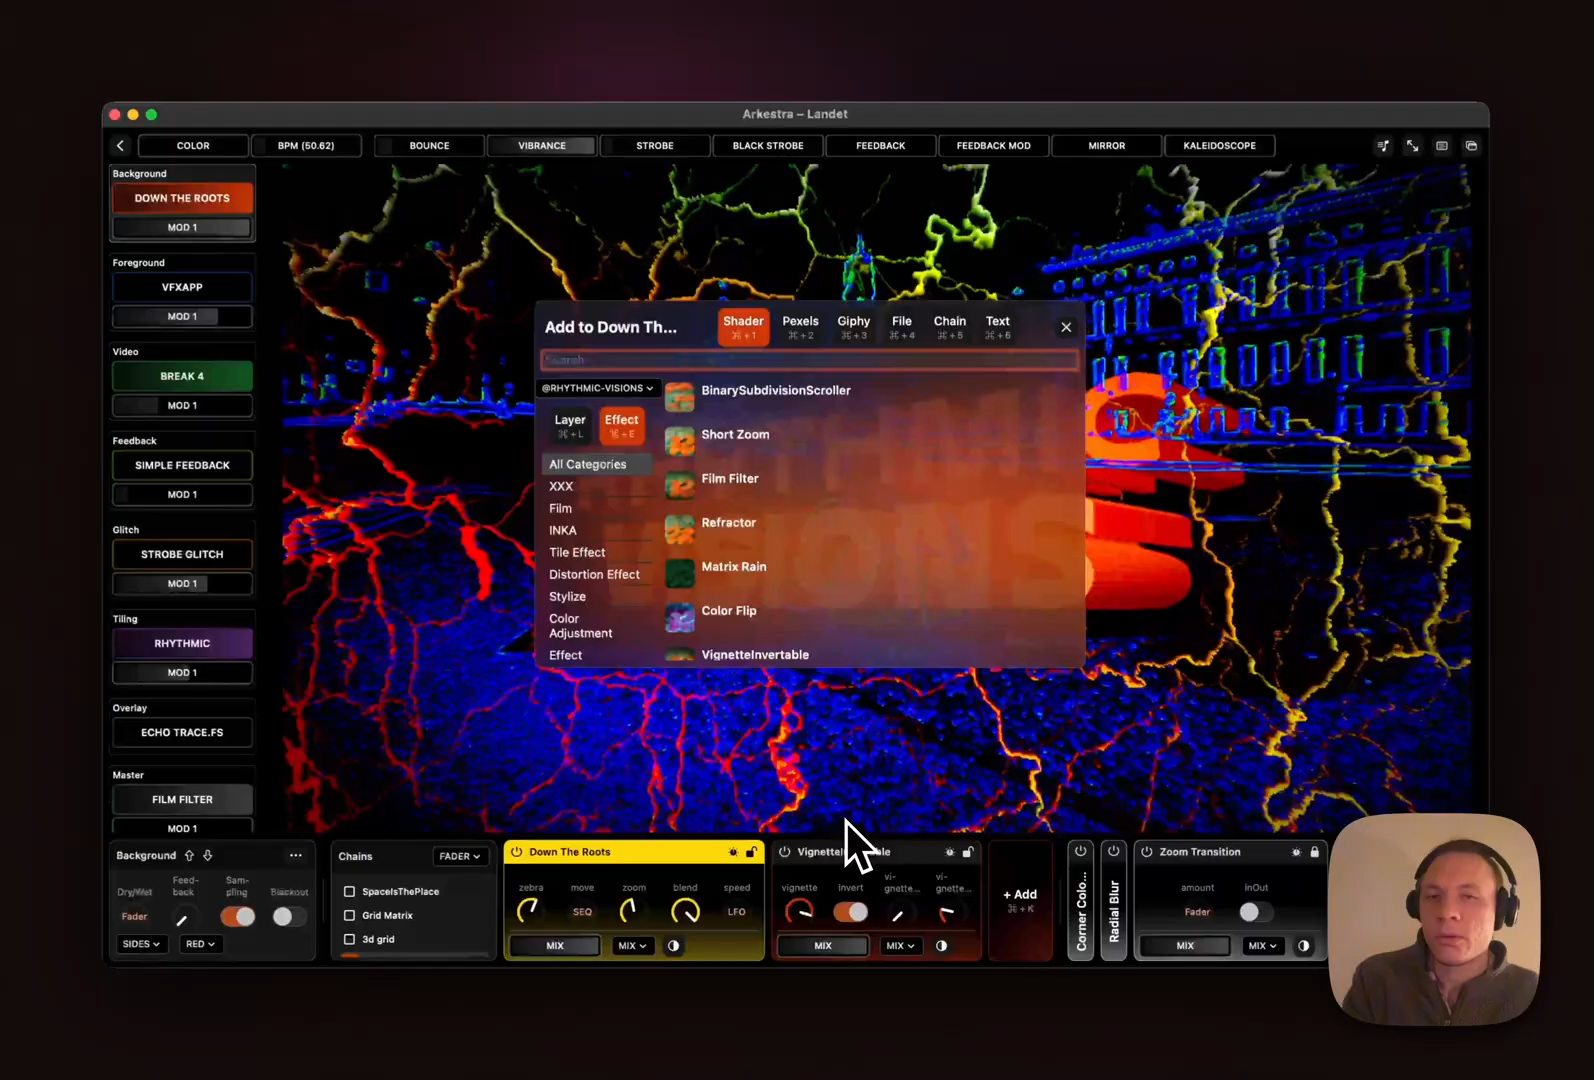 Arkestra – Landet
COLOR
BPM (50.62)
BOUNCE
VIBRANCE
STROBE
BLACK STROBE
FEEDBACK
FEEDBACK MOD
MIRROR
KALEIDOSCOPE
Background
DOWN THE ROOTS
MOD 1
Foreground
VFXAPP
MOD 1
Video
BREAK 4
MOD 1
Feedback
SIMPLE FEEDBACK
MOD 1
Glitch
STROBE GLITCH
MOD 1
Tiling
RHYTHMIC
MOD 1
Overlay
ECHO TRACE.FS
Master
FILM FILTER
MOD 1
Add to Down Th...
Shader
⌘+1
Pexels
⌘+2
Giphy
⌘+3
File
⌘+4
Chain
⌘+5
Text
⌘+6
Search
@RHYTHMIC-VISIONS
Layer
⌘+L
Effect
⌘+E
All Categories
XXX
Film
INKA
Tile Effect
Distortion Effect
Stylize
Color
Adjustment
Effect
BinarySubdivisionScroller
Short Zoom
Film Filter
Refractor
Matrix Rain
Color Flip
VignetteInvertable
Background
Dry/Wet
Feed-
back
Sam-
pling
Blackout
Fader
SIDES
RED
Chains
FADER
SpaceIsThePlace
Grid Matrix
3d grid
Down The Roots
zebra
move
zoom
blend
speed
SEQ
LFO
MIX
MIX
vignette
Invert
vi-
gnette...
vi-
gnette...
MIX
MIX
+ Add
⌘+K
Corner Colo...
Radial Blur
Zoom Transition
amount
inOut
Fader
MIX
MIX